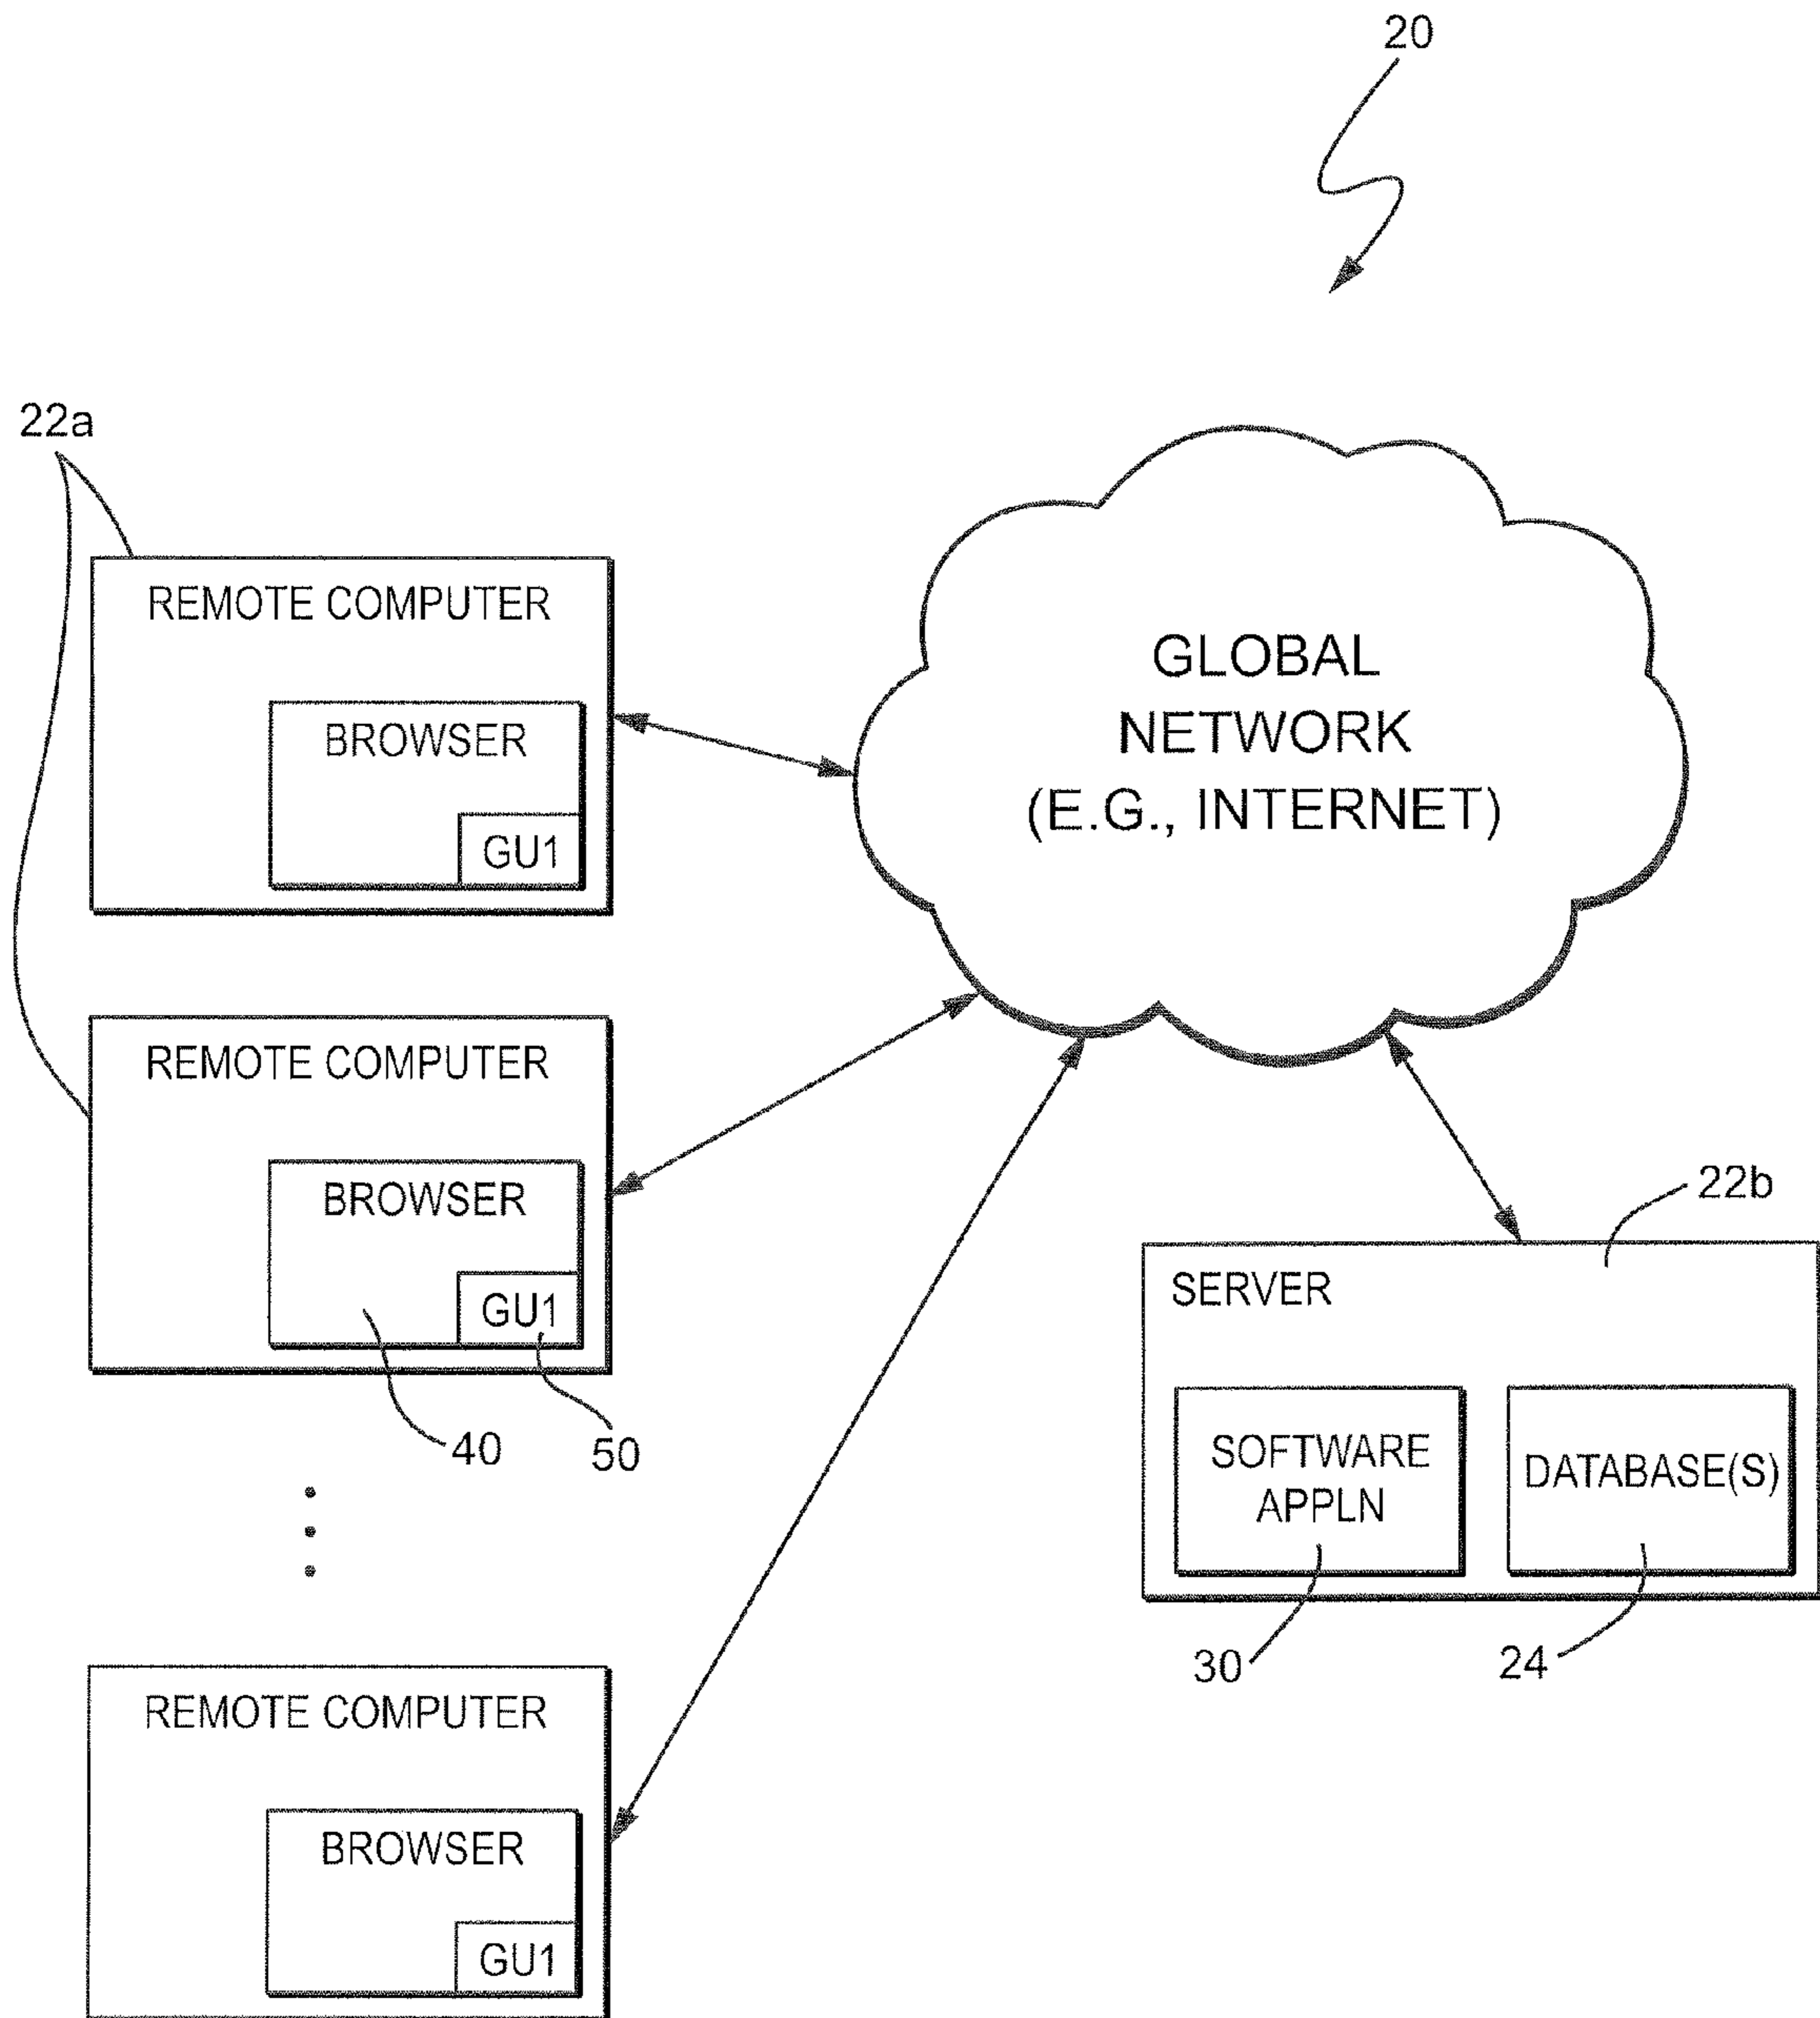 20
22a
REMOTE COMPUTER
BROWSER
GU1
GLOBAL
NETWORK
(E.G., INTERNET)
REMOTE COMPUTER
BROWSER
GU1
40
50
22b
SERVER
SOFTWARE
APPLN
DATABASE(S)
30
24
REMOTE COMPUTER
BROWSER
GU1